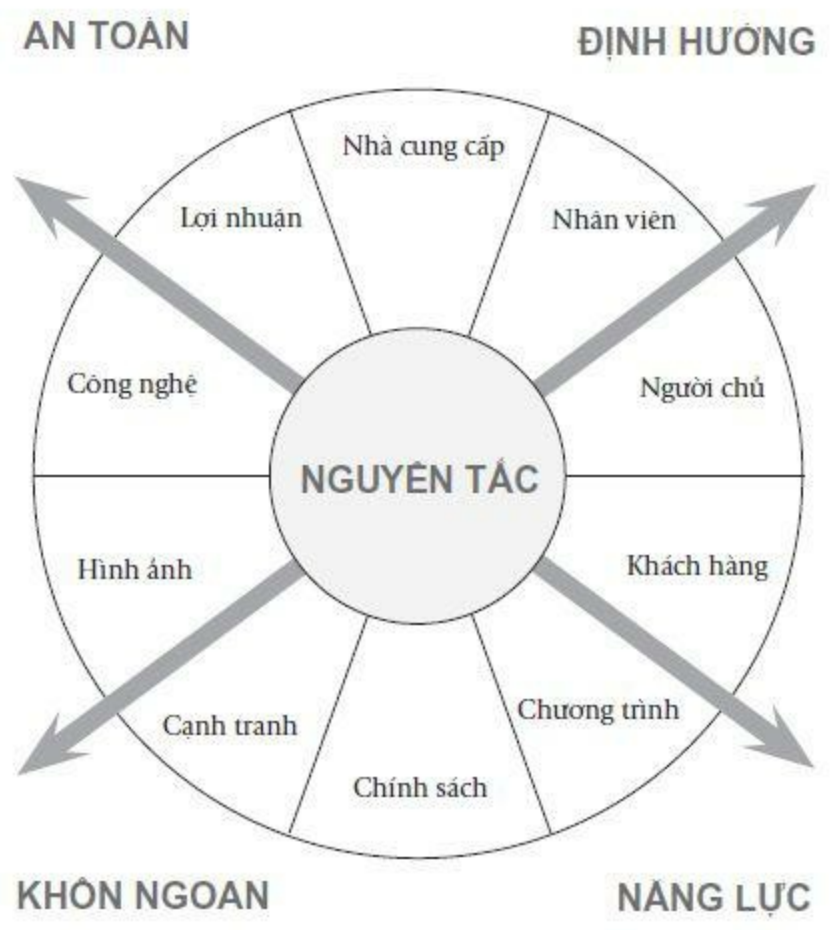 AN TOÀN
ĐỊNH HƯỚNG
Nhà cung cấp
Lợi nhuận
Nhân viên
Công nghệ
Người chủ
NGUYÊN TẮC
Hình ảnh
Khách hàng
Cạnh tranh
Chương trình
Chính sách
KHÔN NGOAN
NĂNG LỰC